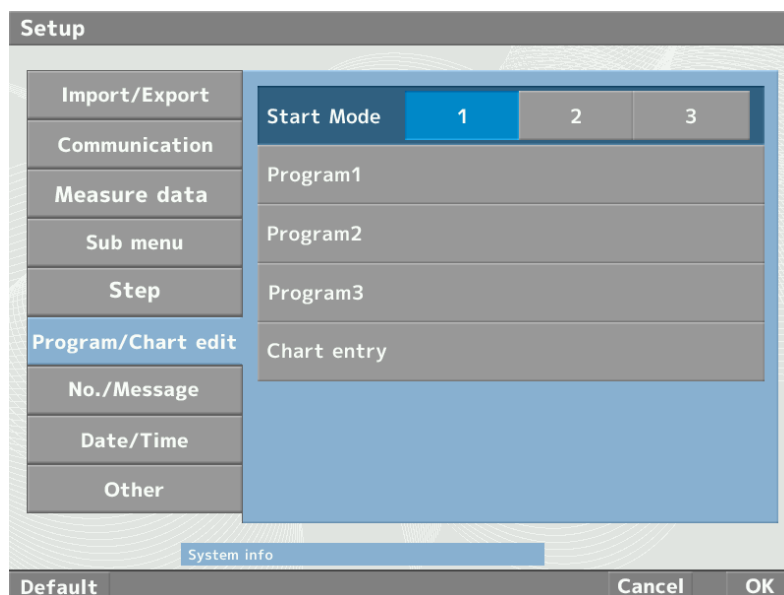 Setup
Import/Export
Communication
Measure data
Sub menu
Step
Program/Chart edit
No./Message
Date/Time
Other
Start Mode 1 2 3
Program1
Program2
Program3
Chart entry
System info
Default Cancel OK